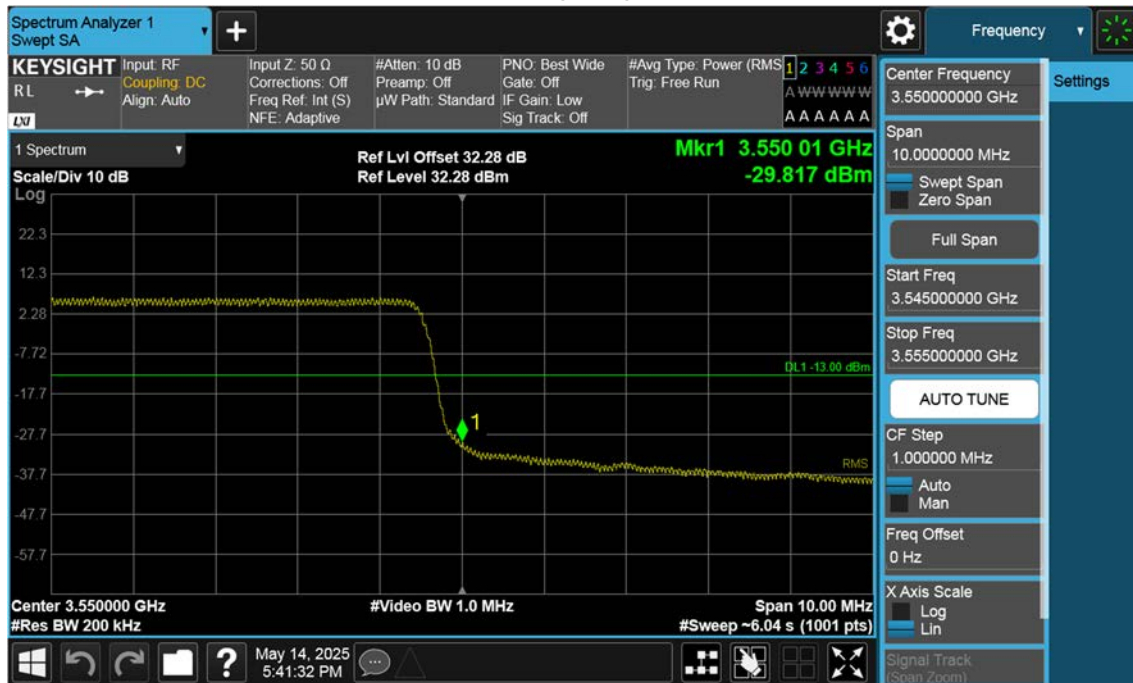 Spectrum Analyzer 1
Swept SA
Frequency
KEYSIGHT
RL
LXI
Input: RF
Coupling: DC
Align: Auto
Input Z: 50 Ω
Corrections: Off
Freq Ref: Int (S)
NFE: Adaptive
#Atten: 10 dB
Preamp: Off
µW Path: Standard
PNO: Best Wide
Gate: Off
IF Gain: Low
Sig Track: Off
#Avg Type: Power (RMS
Trig: Free Run
1 2 3 4 5 6
A W W W W W
A A A A A A
1 Spectrum
Scale/Div 10 dB
Ref Lvl Offset 32.28 dB
Ref Level 32.28 dBm
Mkr1 3.550 01 GHz
-29.817 dBm
Log
22.3
12.3
2.28
-7.72
-17.7
-27.7
-37.7
-47.7
-57.7
DL1 -13.00 dBm
1
RMS
Center 3.550000 GHz
#Res BW 200 kHz
#Video BW 1.0 MHz
Span 10.00 MHz
#Sweep ~6.04 s (1001 pts)
Center Frequency
3.550000000 GHz
Settings
Span
10.0000000 MHz
Swept Span
Zero Span
Full Span
Start Freq
3.545000000 GHz
Stop Freq
3.555000000 GHz
AUTO TUNE
CF Step
1.000000 MHz
Auto
Man
Freq Offset
0 Hz
X Axis Scale
Log
Lin
Signal Track
(Span Zoom)
?
May 14, 2025
5:41:32 PM